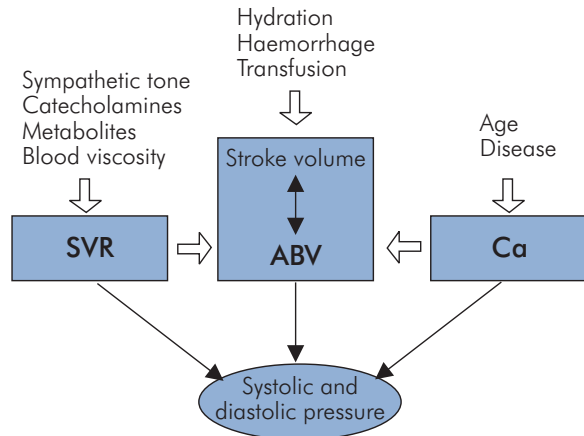 Hydration
Haemorrhage
Transfusion
Sympathetic tone
Catecholamines
Metabolites
Blood viscosity
Age
Disease
Stroke volume
SVR
ABV
Ca
Systolic and
diastolic pressure